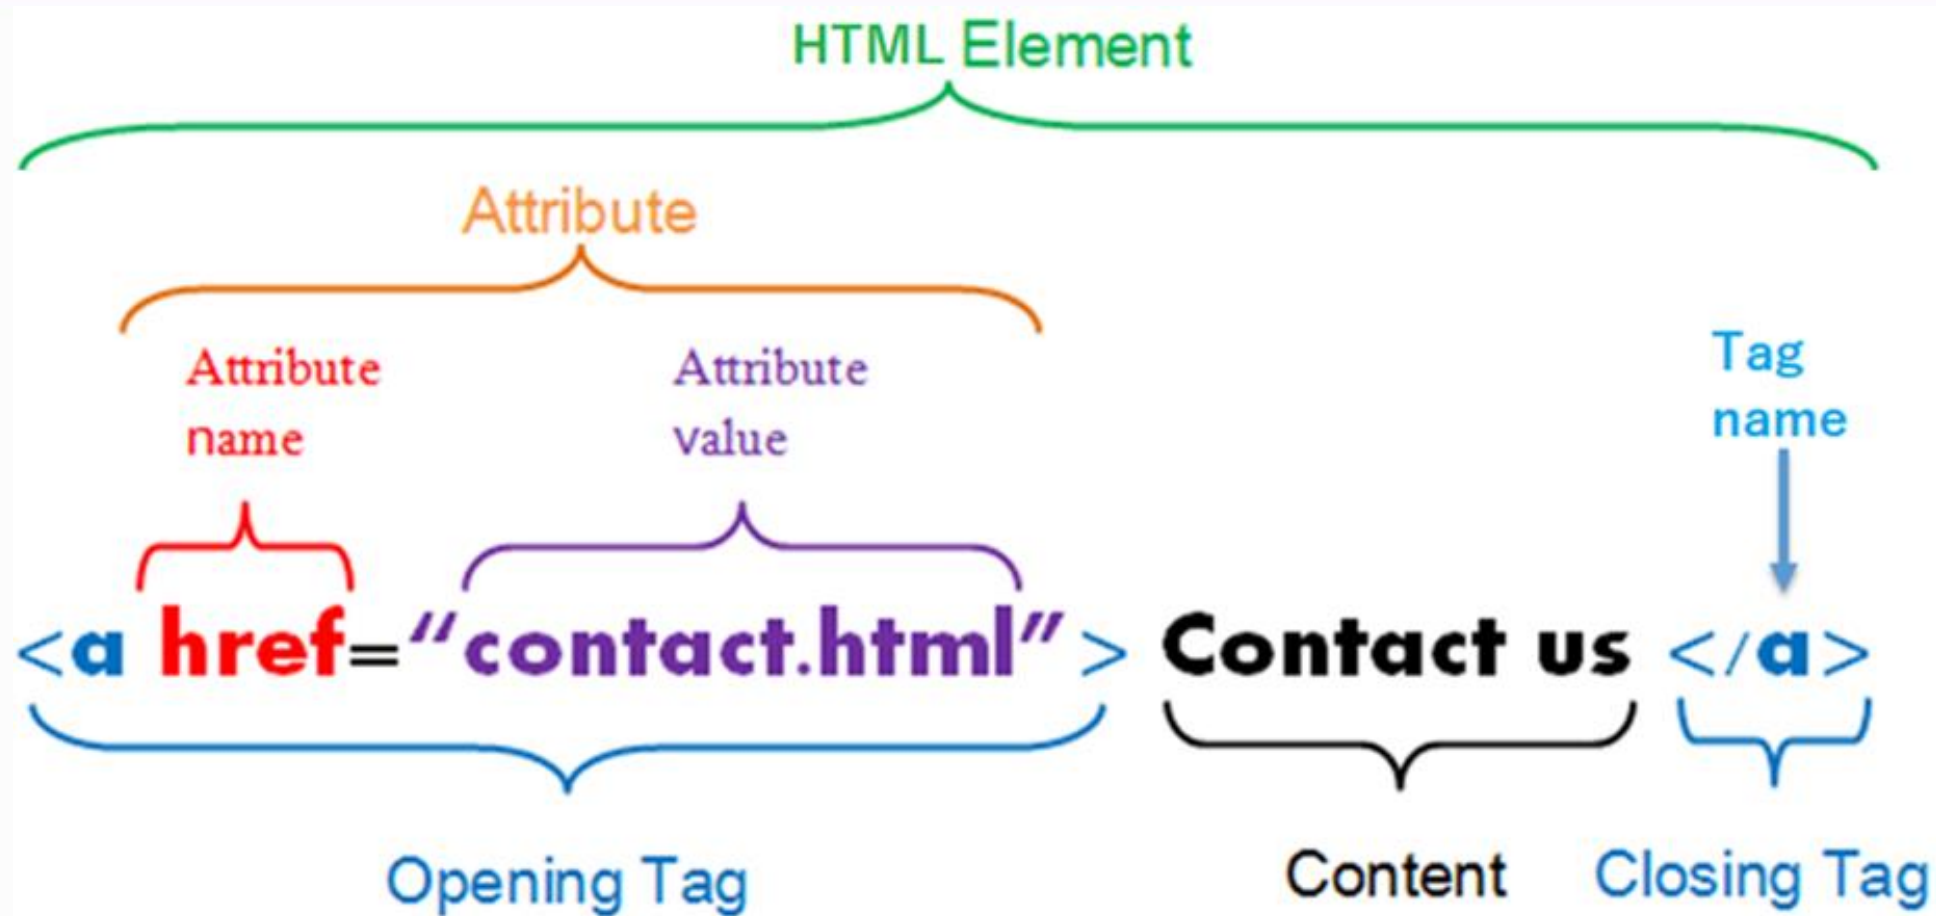 HTML Element
Attribute
Attribute
name
Attribute
value
Tag
name
<a href=“contact.html”> Contact us </a>
Opening Tag
Content
Closing Tag